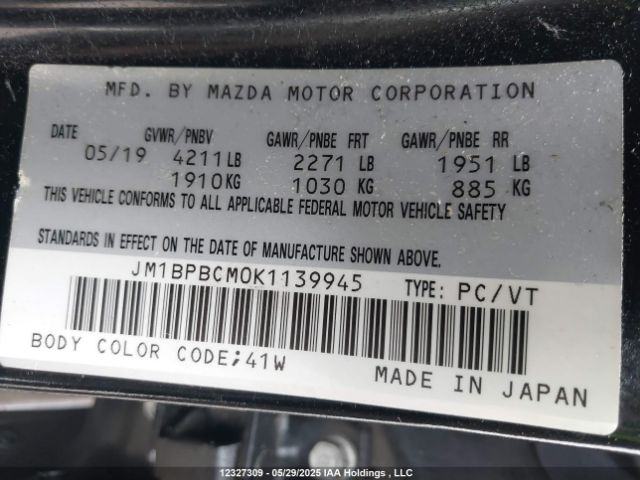 MFD. BY MAZDA MOTOR CORPORATION
DATE GVWR/PNBV GAWR/PNBE FRT GAWR/PNBE RR
05/19 4211LB 2271 LB 1951 LB
1910KG 1030 KG 885 KG
THIS VEHICLE CONFORMS TO ALL APPLICABLE FEDERAL MOTOR VEHICLE SAFETY
STANDARDS IN EFFECT ON THE DATE OF MANUFACTURE SHOWN ABOVE.
JM1BPBCM0K1139945 TYPE: PC/VT
BODY COLOR CODE;41W
MADE IN JAPAN
12327309 - 05/29/2025 IAA Holdings , LLC